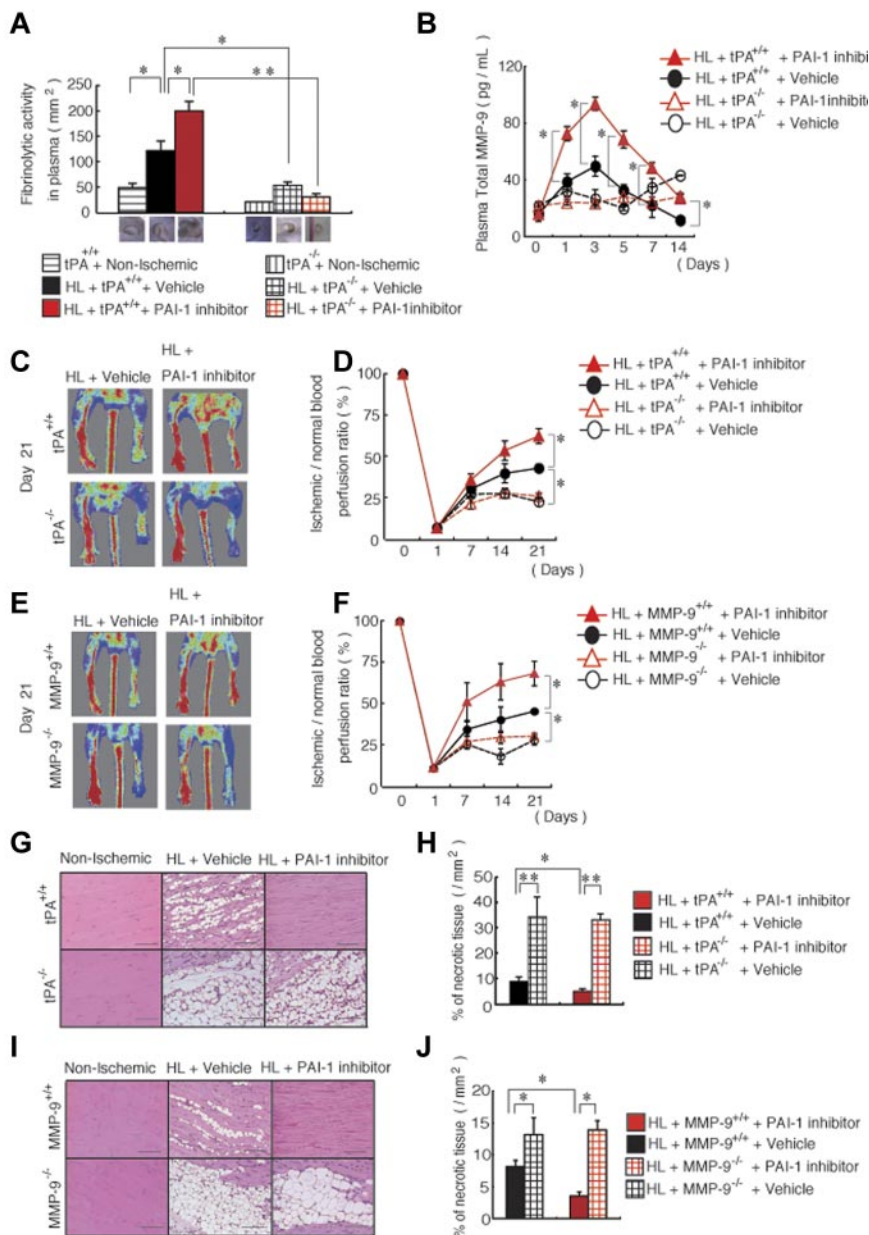 A
*
*
*
**
Fibrinolytic activity
in plasma ( mm²)
250
200
150
100
50
0
tPA+/+ + Non-Ischemic
HL + tPA+/+ + Vehicle
HL + tPA+/+ + PAI-1 inhibitor
tPA-/- + Non-Ischemic
HL + tPA-/- + Vehicle
HL + tPA-/- + PAI-1inhibitor
B
Plasma Total MMP-9 ( pg / mL )
120
80
40
0
*
*
*
*
*
0 1 3 5 7 14
( Days )
HL + tPA+/+ + PAI-1 inhibi
HL + tPA+/+ + Vehicle
HL + tPA-/- + PAI-1inhibitor
HL + tPA-/- + Vehicle
C
HL + Vehicle
HL +
PAI-1 inhibitor
Day 21
tPA+/+
tPA-/-
D
Ischemic / normal blood
perfusion ratio ( % )
100
75
50
25
0
*
*
0 1 7 14 21
( Days )
HL + tPA+/+ + PAI-1 inhibitor
HL + tPA+/+ + Vehicle
HL + tPA-/- + PAI-1 inhibitor
HL + tPA-/- + Vehicle
E
HL + Vehicle
HL +
PAI-1 inhibitor
Day 21
MMP-9+/+
MMP-9-/-
F
Ischemic / normal blood
perfusion ratio ( % )
100
75
50
25
0
*
*
0 1 7 14 21
( Days )
HL + MMP-9+/+ + PAI-1 inhibitor
HL + MMP-9+/+ + Vehicle
HL + MMP-9-/- + PAI-1 inhibitor
HL + MMP-9-/- + Vehicle
G
Non-Ischemic HL + Vehicle HL + PAI-1 inhibitor
tPA+/+
tPA-/-
H
% of necrotic tissue ( / mm²)
50
40
30
20
10
0
*
** **
HL + tPA+/+ + PAI-1 inhibitor
HL + tPA+/+ + Vehicle
HL + tPA-/- + PAI-1 inhibitor
HL + tPA-/- + Vehicle
I
Non-Ischemic HL + Vehicle HL + PAI-1 inhibitor
MMP-9+/+
MMP-9-/-
J
% of necrotic tissue ( / mm²)
20
15
10
5
0
*
* *
HL + MMP-9+/+ + PAI-1 inhibitor
HL + MMP-9+/+ + Vehicle
HL + MMP-9-/- + PAI-1 inhibitor
HL + MMP-9-/- + Vehicle